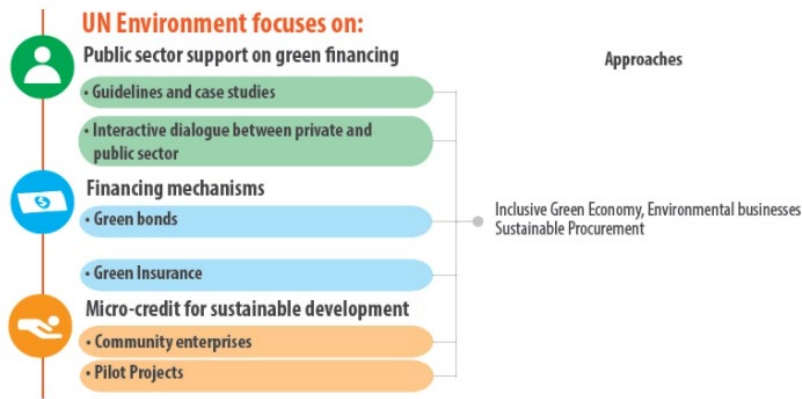 UN Environment focuses on:
Public sector support on green financing
Approaches
• Guidelines and case studies
• Interactive dialogue between private and
public sector
Financing mechanisms
• Green bonds
Inclusive Green Economy, Environmental businesses
Sustainable Procurement
• Green Insurance
Micro-credit for sustainable development
• Community enterprises
• Pilot Projects